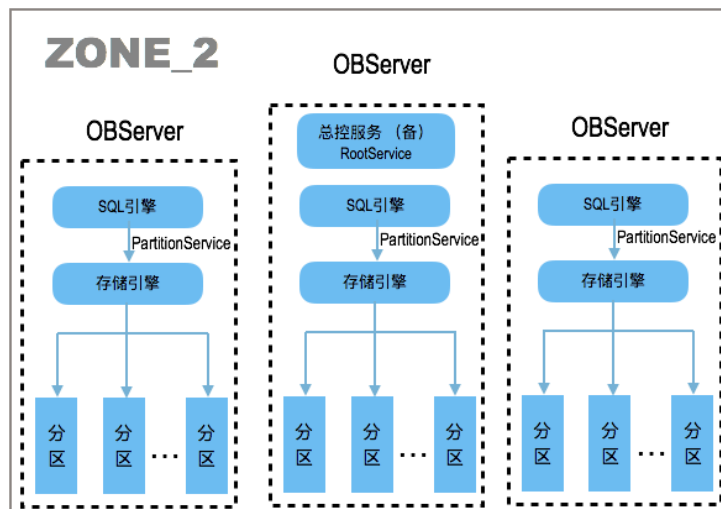 ZONE_2
OBServer
OBServer
OBServer
总控服务 （备）
RootService
SQL引擎
PartitionService
存储引擎
SQL引擎
PartitionService
存储引擎
SQL引擎
PartitionService
存储引擎
分
区
分
区
...
分
区
分
区
分
区
...
分
区
分
区
分
区
...
分
区